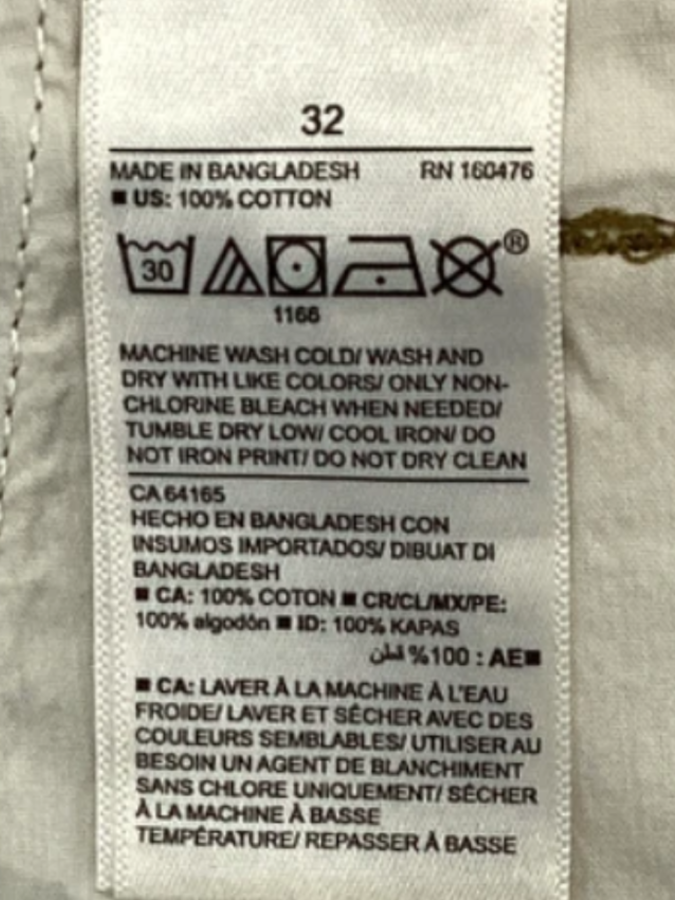 32
MADE IN BANGLADESH RN 160476
■ US: 100% COTTON
30
®
1166
MACHINE WASH COLD/ WASH AND
DRY WITH LIKE COLORS/ ONLY NON-
CHLORINE BLEACH WHEN NEEDED/
TUMBLE DRY LOW/ COOL IRON/ DO
NOT IRON PRINT/ DO NOT DRY CLEAN
CA 64165
HECHO EN BANGLADESH CON
INSUMOS IMPORTADOS/ DIBUAT DI
BANGLADESH
■ CA: 100% COTON ■ CR/CL/MX/PE:
100% algodón ■ ID: 100% KAPAS
■AE : 100% قطن
■ CA: LAVER À LA MACHINE À L'EAU
FROIDE/ LAVER ET SÉCHER AVEC DES
COULEURS SEMBLABLES/ UTILISER AU
BESOIN UN AGENT DE BLANCHIMENT
SANS CHLORE UNIQUEMENT/ SÉCHER
À LA MACHINE À BASSE
TEMPÉRATURE/ REPASSER À BASSE